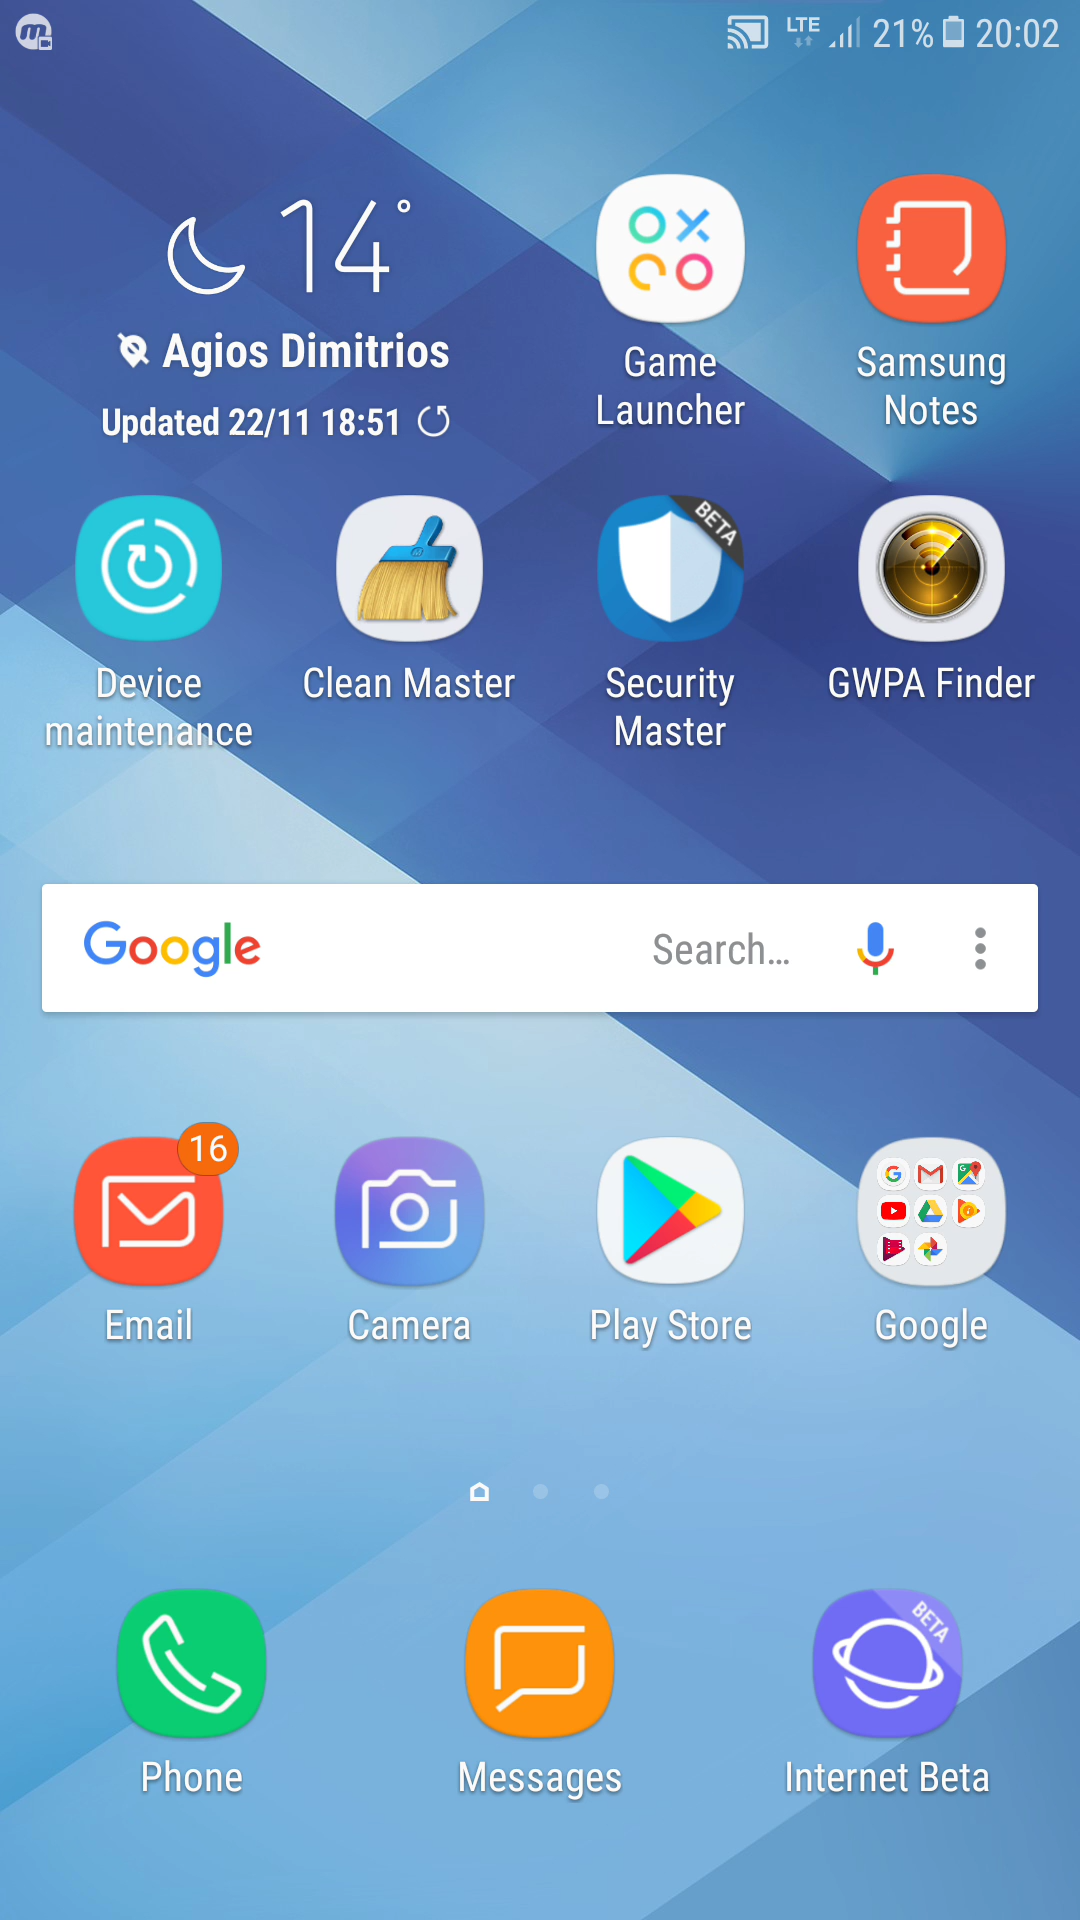 m
LTE 21% 20:02
14°
Agios Dimitrios
Updated 22/11 18:51
Game
Launcher
Samsung
Notes
BETA
Device
maintenance
Clean Master
Security
Master
GWPA Finder
Google
Search...
16
Email
Camera
Play Store
Google
BETA
Phone
Messages
Internet Beta